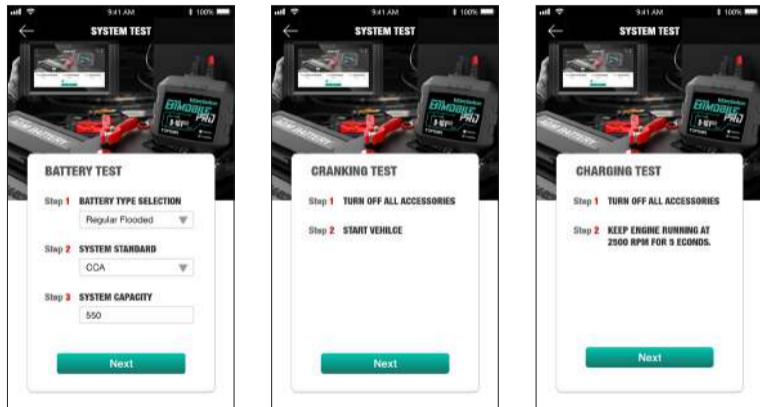 9:41 AM
100%
SYSTEM TEST
BATTERY TEST
Step 1 BATTERY TYPE SELECTION
Regular Flooded
Step 2 SYSTEM STANDARD
CCA
Step 3 SYSTEM CAPACITY
550
Next
9:41 AM
100%
SYSTEM TEST
CRANKING TEST
Step 1 TURN OFF ALL ACCESSORIES
Step 2 START VEHILCE
Next
9:41 AM
100%
SYSTEM TEST
CHARGING TEST
Step 1 TURN OFF ALL ACCESSORIES
Step 2 KEEP ENGINE RUNNING AT
2500 RPM FOR 5 ECONDS.
Next